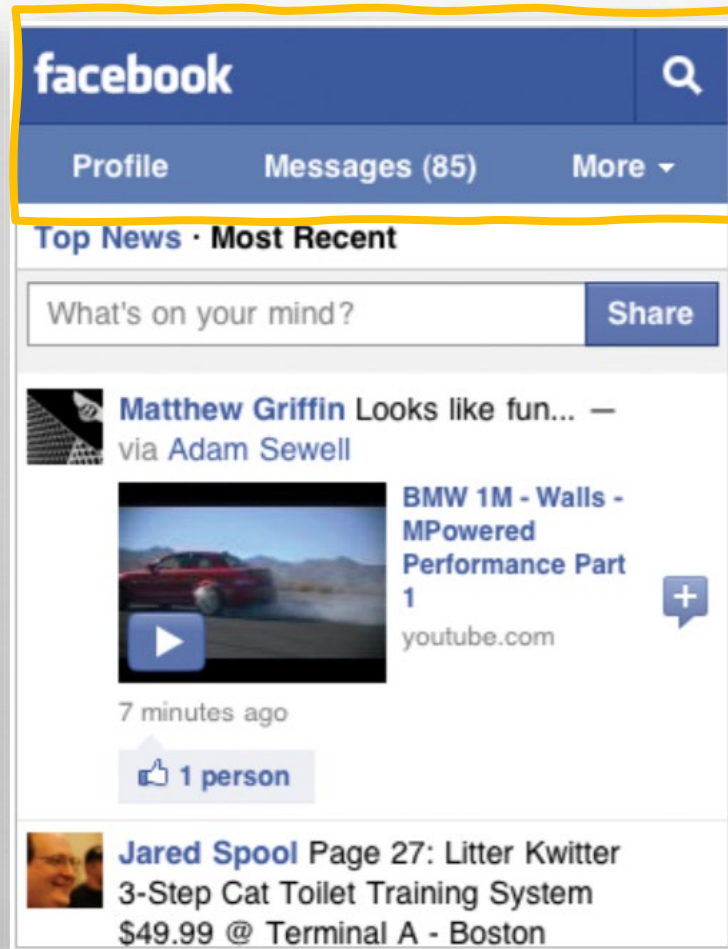 facebook
Profile Messages (85) More
Top News · Most Recent
What's on your mind? Share
Matthew Griffin Looks like fun... —
via Adam Sewell
BMW 1M - Walls -
MPowered
Performance Part
1
youtube.com
7 minutes ago
1 person
Jared Spool Page 27: Litter Kwitter
3-Step Cat Toilet Training System
$49.99 @ Terminal A - Boston